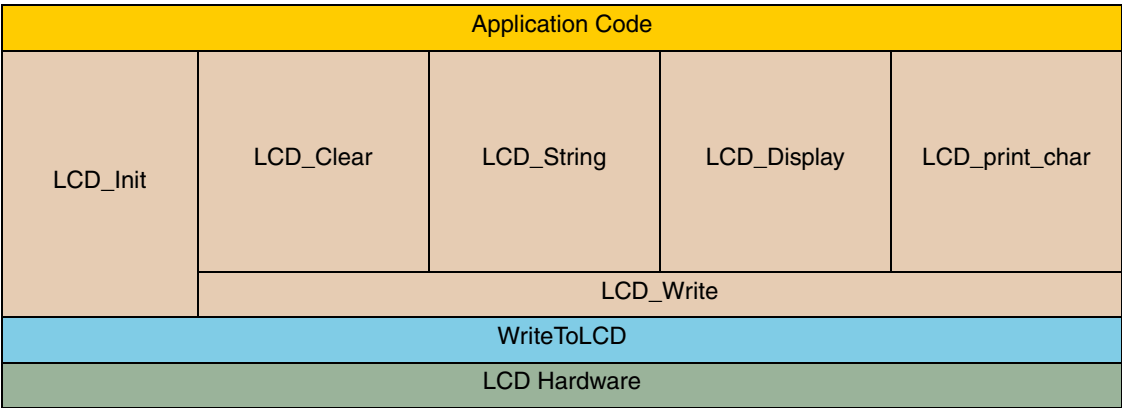 Application Code
LCD_Init
LCD_Clear
LCD_String
LCD_Display
LCD_print_char
LCD_Write
WriteToLCD
LCD Hardware